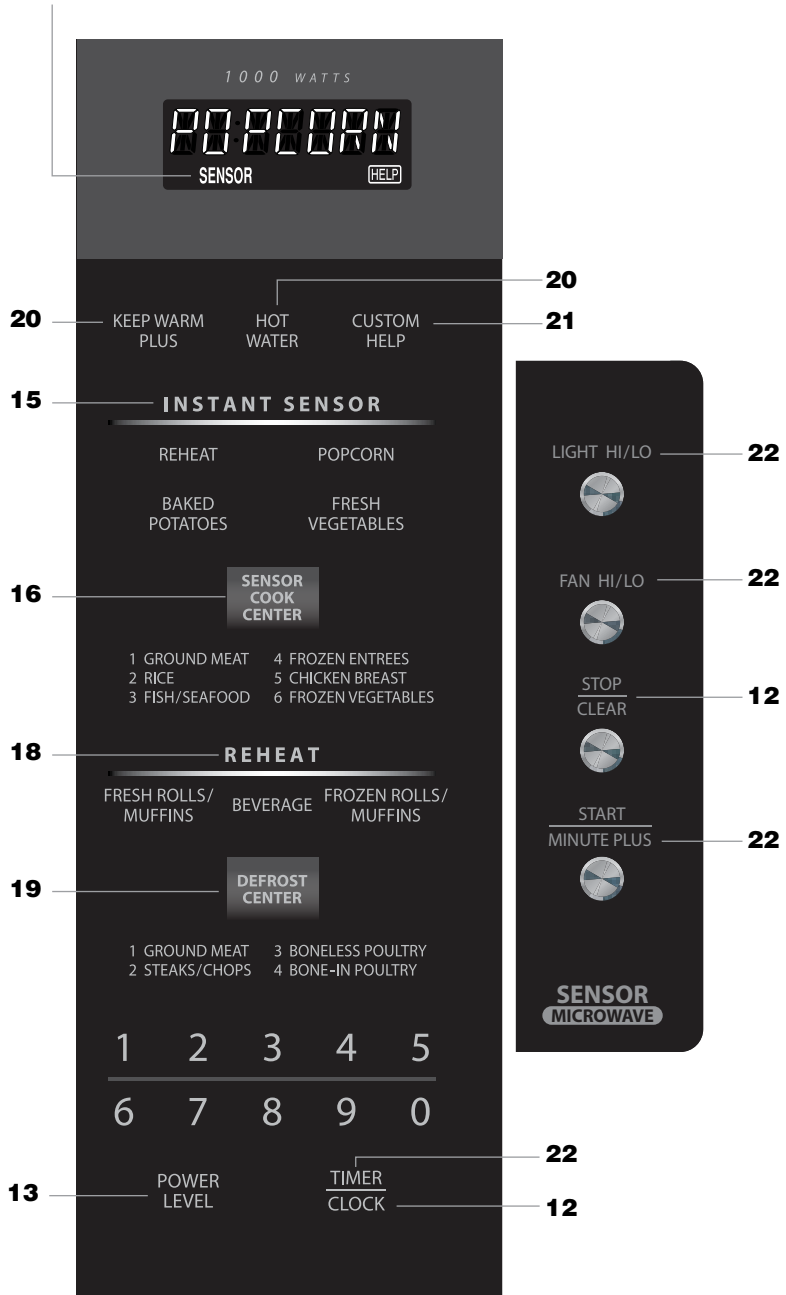 1000 WATTS
POPCORN
SENSOR HELP
20
20 KEEP WARM PLUS
HOT WATER
CUSTOM HELP 21
15 INSTANT SENSOR
REHEAT POPCORN
BAKED POTATOES
FRESH VEGETABLES
16 SENSOR COOK CENTER
1 GROUND MEAT 4 FROZEN ENTREES
2 RICE 5 CHICKEN BREAST
3 FISH/SEAFOOD 6 FROZEN VEGETABLES
18 REHEAT
FRESH ROLLS/ MUFFINS
BEVERAGE
FROZEN ROLLS/ MUFFINS
19 DEFROST CENTER
1 GROUND MEAT 3 BONELESS POULTRY
2 STEAKS/CHOPS 4 BONE-IN POULTRY
1 2 3 4 5
6 7 8 9 0
13 POWER LEVEL
22
TIMER
CLOCK 12
LIGHT HI/LO 22
FAN HI/LO 22
STOP
CLEAR
12
START
MINUTE PLUS 22
SENSOR
MICROWAVE